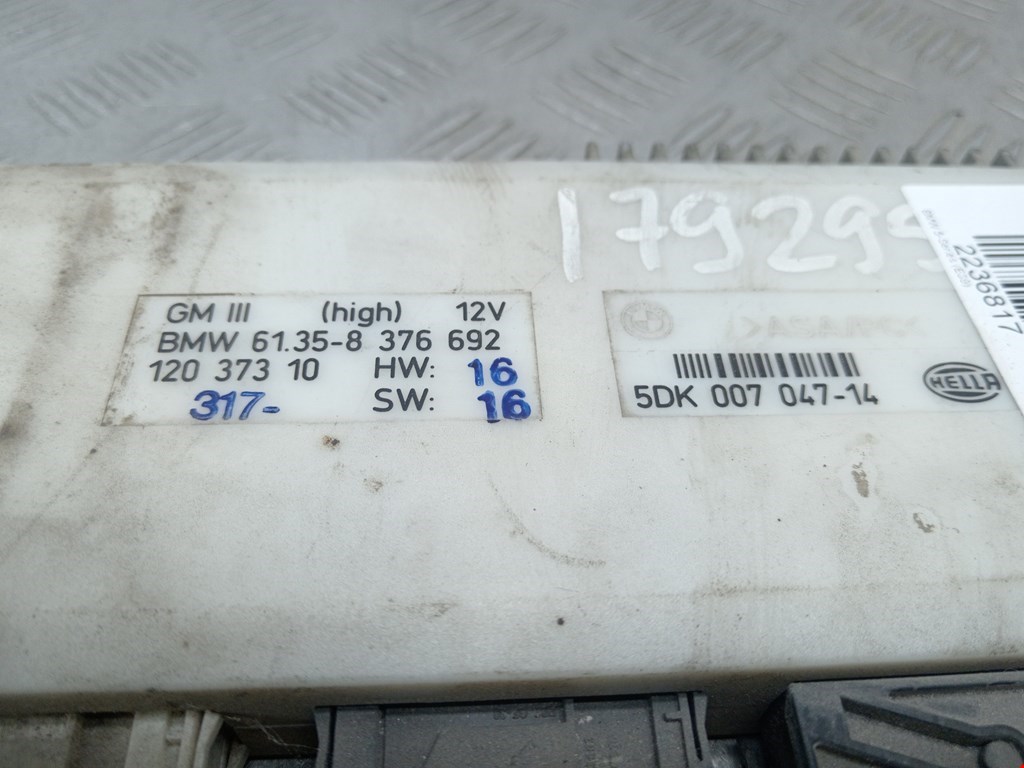 179299
2236817
GM III (high) 12V
BMW 61.35-8 376 692
120 373 10 HW: 16
317- SW: 16
5DK 007 047-14
HELLA